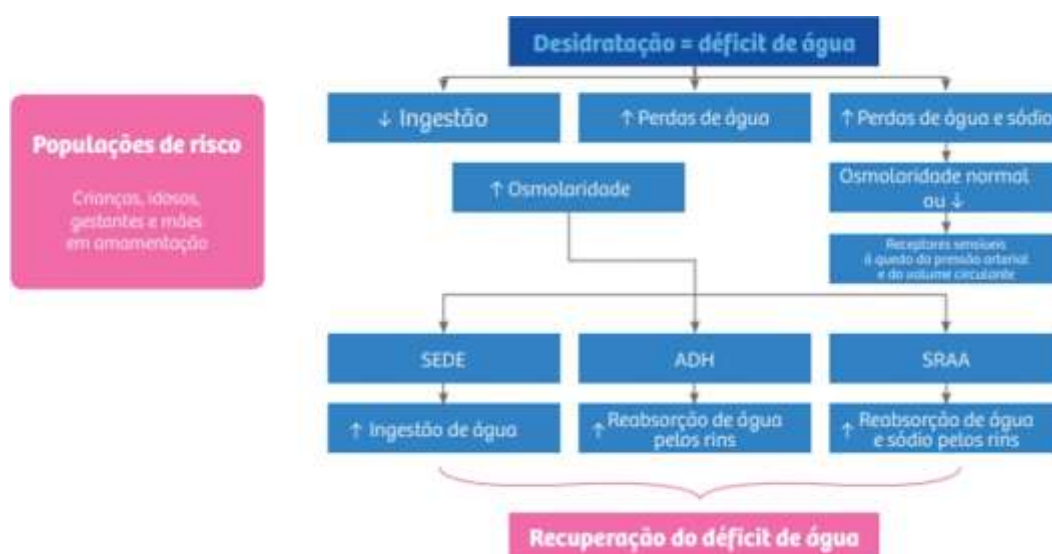 Desidratação = déficit de água
Populações de risco
Crianças, idosos,
gestantes e mães
em amamentação
↓ Ingestão
↑ Perdas de água
↑ Perdas de água e sódio
↑ Osmolaridade
Osmolaridade normal
ou ↓
Receptores sensíveis
à queda da pressão arterial
e do volume circulante
SEDE
ADH
SRAA
↑ Ingestão de água
↑ Reabsorção de água
pelos rins
↑ Reabsorção de água
e sódio pelos rins
Recuperação do déficit de água